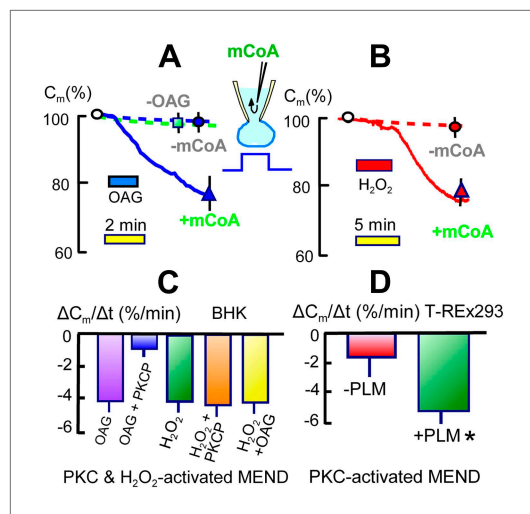 A
mCoA
B
Cm(%)
100
80
60
-OAG
-mCoA
OAG
+mCoA
2 min
Cm(%)
100
80
60
-mCoA
H2O2
+mCoA
5 min
C
ΔCm/Δt (%/min)
BHK
0
-2
-4
-6
OAG
OAG + PKCP
H2O2
H2O2 +
PKCP
H2O2
+OAG
PKC & H2O2-activated MEND
D
ΔCm/Δt (%/min) T-REx293
0
-2
-4
-6
-PLM
+PLM *
PKC-activated MEND